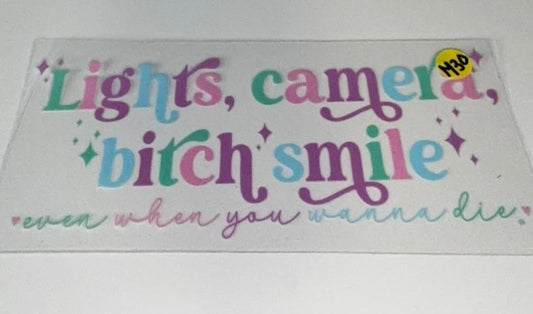 Lights, camera,
M30
bitch smile
even when you wanna die.